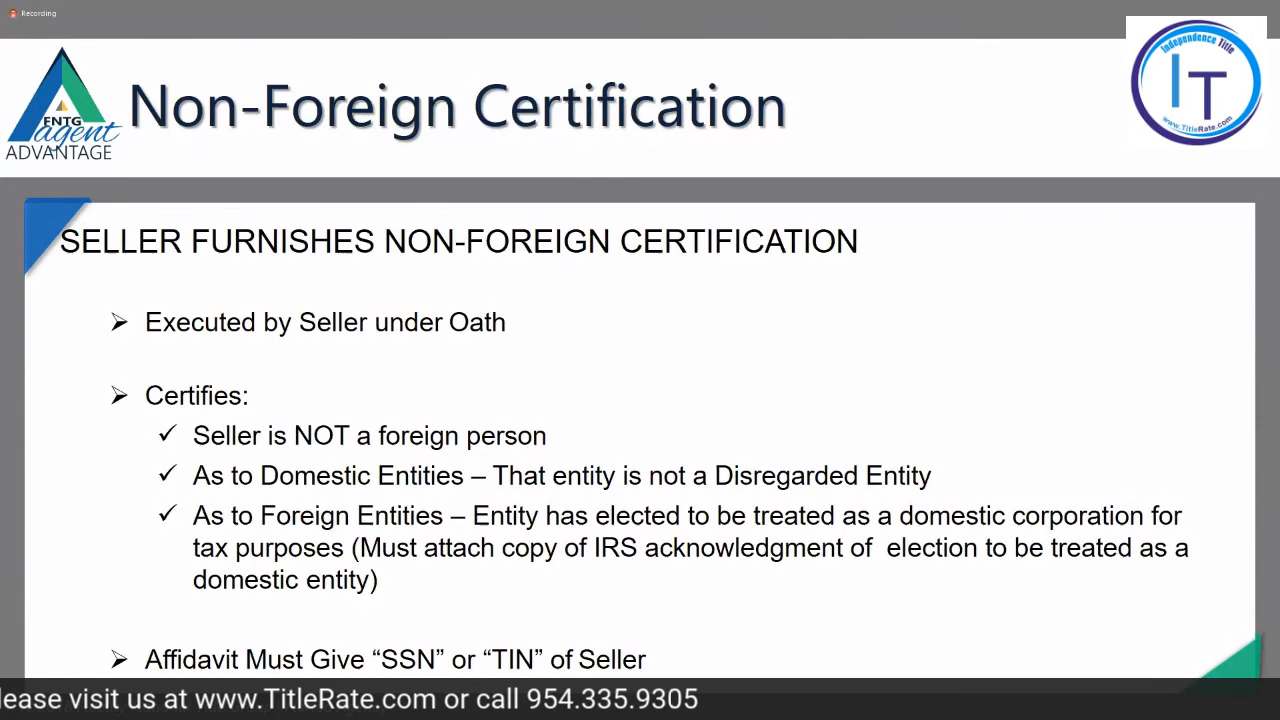 Recording
Non-Foreign Certification
FNTG
agent
ADVANTAGE
Independence Title
IT
www.TitleRate.com
SELLER FURNISHES NON-FOREIGN CERTIFICATION
Executed by Seller under Oath
Certifies:
Seller is NOT a foreign person
As to Domestic Entities – That entity is not a Disregarded Entity
As to Foreign Entities – Entity has elected to be treated as a domestic corporation for
tax purposes (Must attach copy of IRS acknowledgment of election to be treated as a
domestic entity)
Affidavit Must Give “SSN” or “TIN” of Seller
lease visit us at www.TitleRate.com or call 954.335.9305